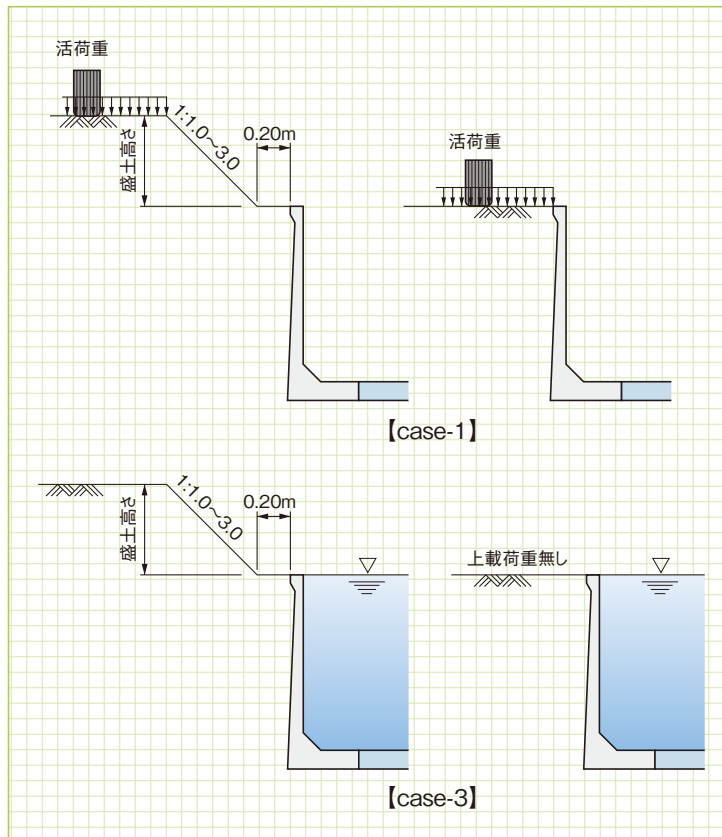 活荷重
1:1.0～3.0
0.20m
盛土高さ
活荷重
【case-1】
1:1.0～3.0
0.20m
盛土高さ
上載荷重無し
【case-3】